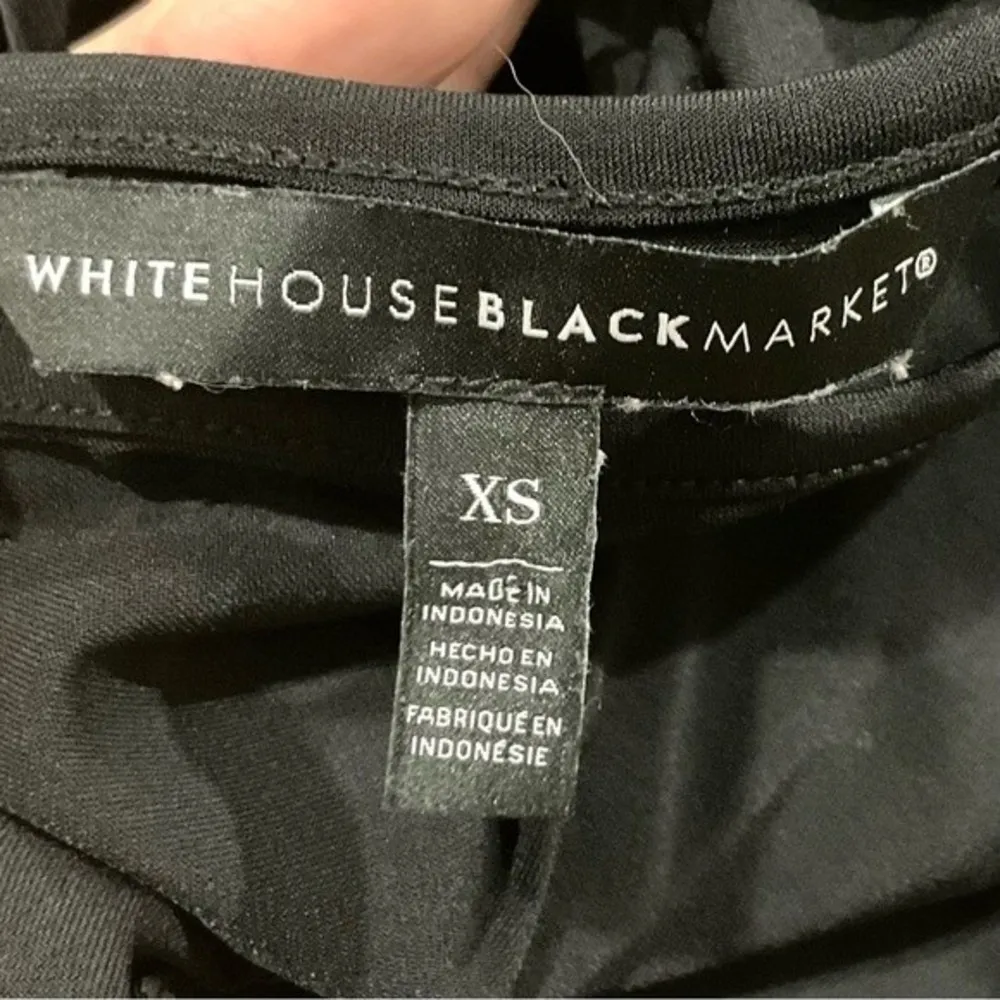 WHITEHOUSEBLACKMARKET®
XS
MADE IN
INDONESIA
HECHO EN
INDONESIA
FABRIQUÉ EN
INDONÉSIE